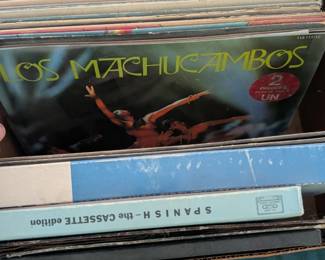 LOS MACHUCAMBOS
2
UN
SPANISH - the CASSETTE edition